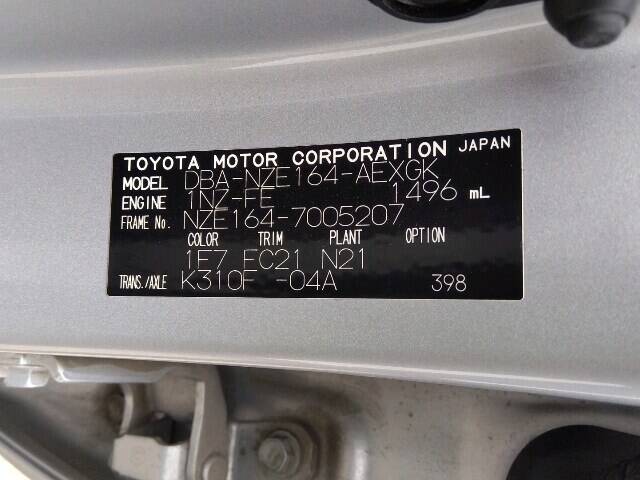 TOYOTA MOTOR CORPORATION JAPAN
MODEL DBA-NZE164-AEXGK
ENGINE 1NZ-FE 1496 mL
FRAME No. NZE164-7005207
COLOR TRIM PLANT OPTION
1E7 FC21 N21
TRANS./AXLE K310F -04A 398